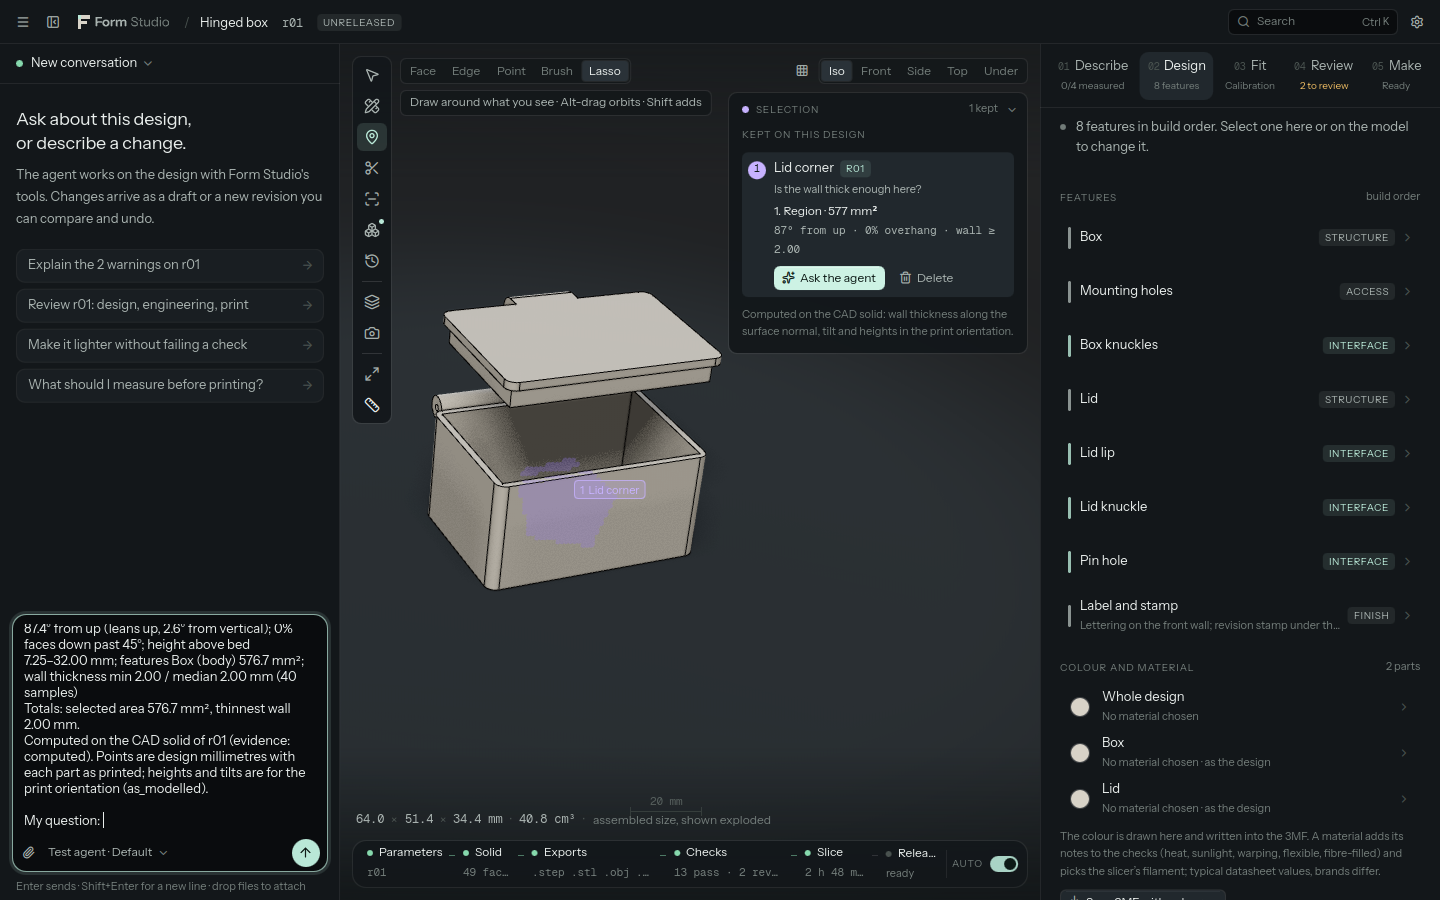 Form Studio / Hinged box r01 UNRELEASED
Search Ctrl K
New conversation
Ask about this design,
or describe a change.
The agent works on the design with Form Studio's
tools. Changes arrive as a draft or a new revision you
can compare and undo.
Explain the 2 warnings on r01
Review r01: design, engineering, print
Make it lighter without failing a check
What should I measure before printing?
87.4° from up (leans up, 2.6° from vertical); 0%
faces down past 45°; height above bed
7.25–32.00 mm; features Box (body) 576.7 mm²;
wall thickness min 2.00 / median 2.00 mm (40
samples)
Totals: selected area 576.7 mm², thinnest wall
2.00 mm.
Computed on the CAD solid of r01 (evidence:
computed). Points are design millimetres with
each part as printed; heights and tilts are for the
print orientation (as_modelled).
My question:
Test agent · Default
Enter sends · Shift+Enter for a new line · drop files to attach
Face Edge Point Brush Lasso
Draw around what you see · Alt-drag orbits · Shift adds
Iso Front Side Top Under
SELECTION 1 kept
KEPT ON THIS DESIGN
1 Lid corner R01
Is the wall thick enough here?
1. Region · 577 mm²
87° from up · 0% overhang · wall ≥
2.00
Ask the agent Delete
Computed on the CAD solid: wall thickness along the
surface normal, tilt and heights in the print orientation.
1 Lid corner
20 mm
64.0 × 51.4 × 34.4 mm · 40.8 cm³ · assembled size, shown exploded
Parameters Solid Exports Checks Slice Relea…
r01 49 fac… .step .stl .obj … 13 pass · 2 rev… 2 h 48 m… ready
AUTO
01 Describe 02 Design 03 Fit 04 Review 05 Make
0/4 measured 8 features Calibration 2 to review Ready
8 features in build order. Select one here or on the model
to change it.
FEATURES build order
Box STRUCTURE
Mounting holes ACCESS
Box knuckles INTERFACE
Lid STRUCTURE
Lid lip INTERFACE
Lid knuckle INTERFACE
Pin hole INTERFACE
Label and stamp FINISH
Lettering on the front wall; revision stamp under th…
COLOUR AND MATERIAL 2 parts
Whole design
No material chosen
Box
No material chosen · as the design
Lid
No material chosen · as the design
The colour is drawn here and written into the 3MF. A material adds its
notes to the checks (heat, sunlight, warping, flexible, fibre-filled) and
picks the slicer's filament; typical datasheet values, brands differ.